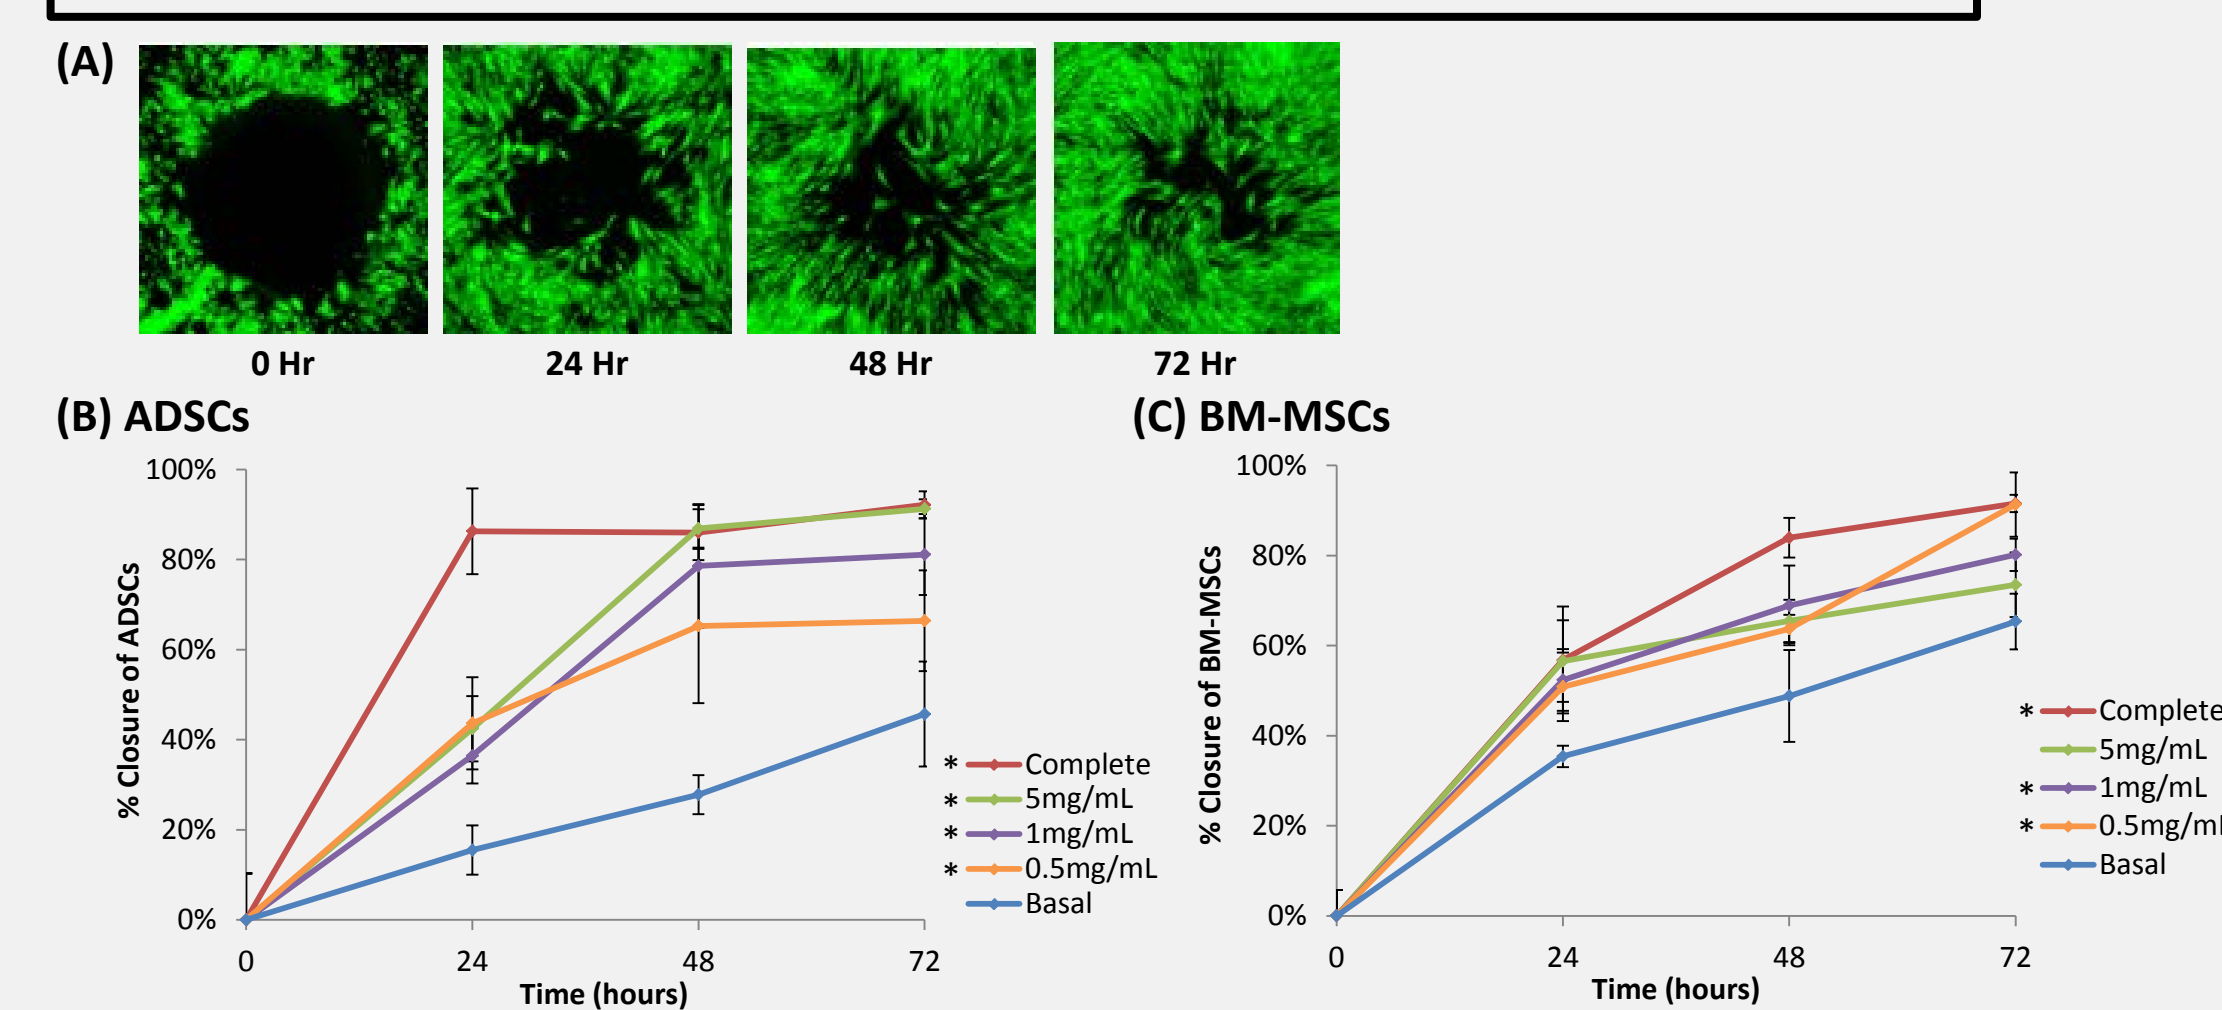 (A)
0 Hr
24 Hr
48 Hr
72 Hr
(B) ADSCs
% Closure of ADSCs
100%
80%
60%
40%
20%
0%
0
24
48
72
Time (hours)
* Complete
* 5mg/mL
* 1mg/mL
* 0.5mg/mL
Basal
(C) BM-MSCs
% Closure of BM-MSCs
100%
80%
60%
40%
20%
0%
0
24
48
72
Time (hours)
* Complete
5mg/mL
* 1mg/mL
* 0.5mg/mL
Basal